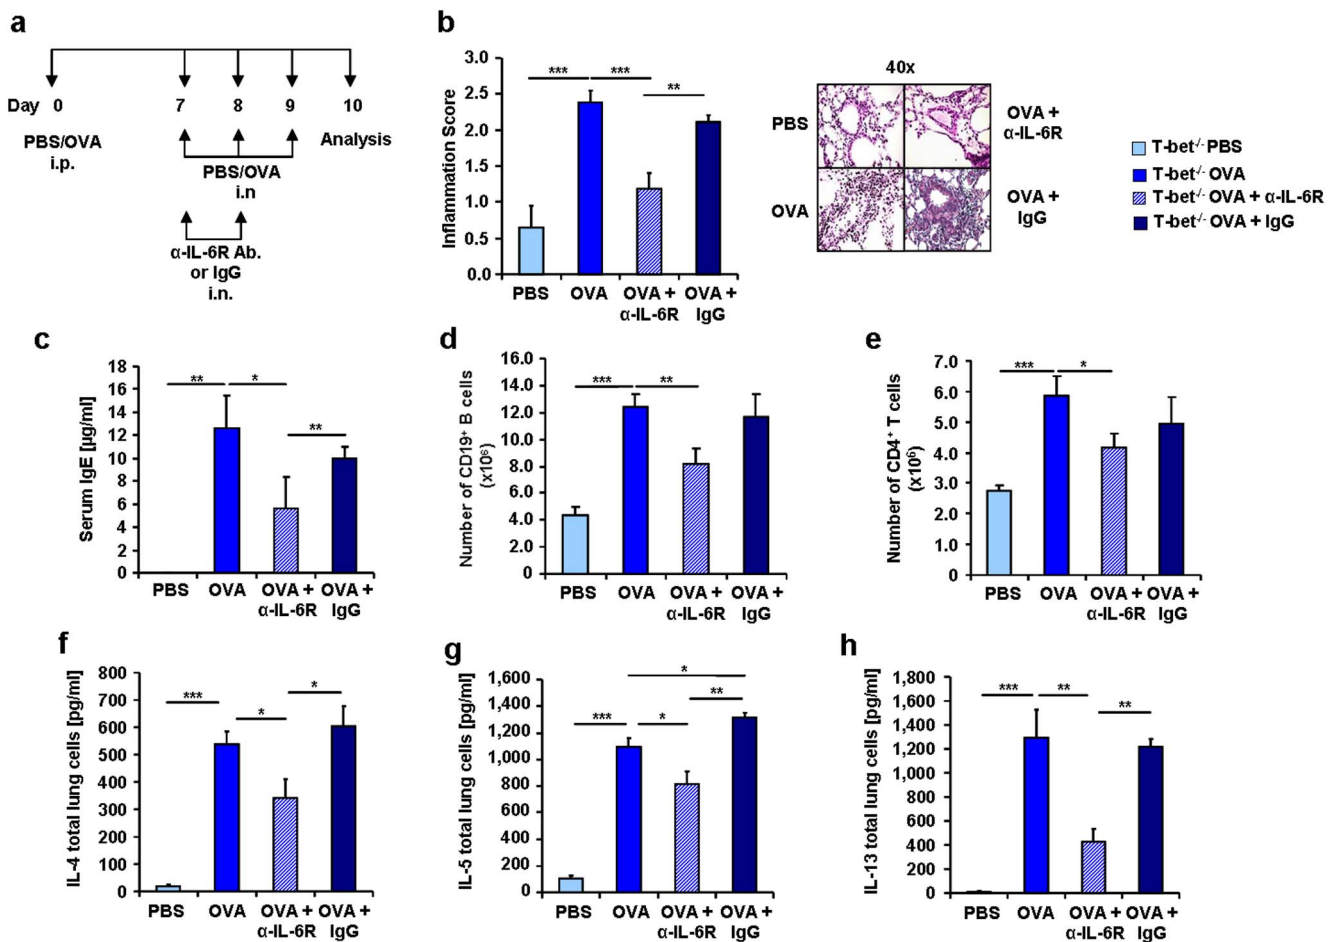 a
Day 0 7 8 9 10
PBS/OVA
i.p.
PBS/OVA
i.n
Analysis
α-IL-6R Ab.
or IgG
i.n.
b
Inflammation Score
3.0
2.5
2.0
1.5
1.0
0.5
0.0
*** *** **
PBS OVA OVA + OVA +
α-IL-6R IgG
40x
PBS
OVA +
α-IL-6R
OVA
OVA +
IgG
T-bet-/- PBS
T-bet-/- OVA
T-bet-/- OVA + α-IL-6R
T-bet-/- OVA + IgG
c
Serum IgE [µg/ml]
18
16
14
12
10
8
6
4
2
0
** * **
PBS OVA OVA + OVA +
α-IL-6R IgG
d
Number of CD19+ B cells
(x10⁶)
16.0
14.0
12.0
10.0
8.0
6.0
4.0
2.0
0
*** **
PBS OVA OVA + OVA +
α-IL-6R IgG
e
Number of CD4+ T cells
(x10⁶)
7.0
6.0
5.0
4.0
3.0
2.0
1.0
0
*** *
PBS OVA OVA + OVA +
α-IL-6R IgG
f
IL-4 total lung cells [pg/ml]
800
700
600
500
400
300
200
100
0
*** * *
PBS OVA OVA + OVA +
α-IL-6R IgG
g
IL-5 total lung cells [pg/ml]
1,600
1,400
1,200
1,000
800
600
400
200
0
*** * ** *
PBS OVA OVA + OVA +
α-IL-6R IgG
h
IL-13 total lung cells [pg/ml]
1,800
1,600
1,400
1,200
1,000
800
600
400
200
0
*** ** **
PBS OVA OVA + OVA +
α-IL-6R IgG